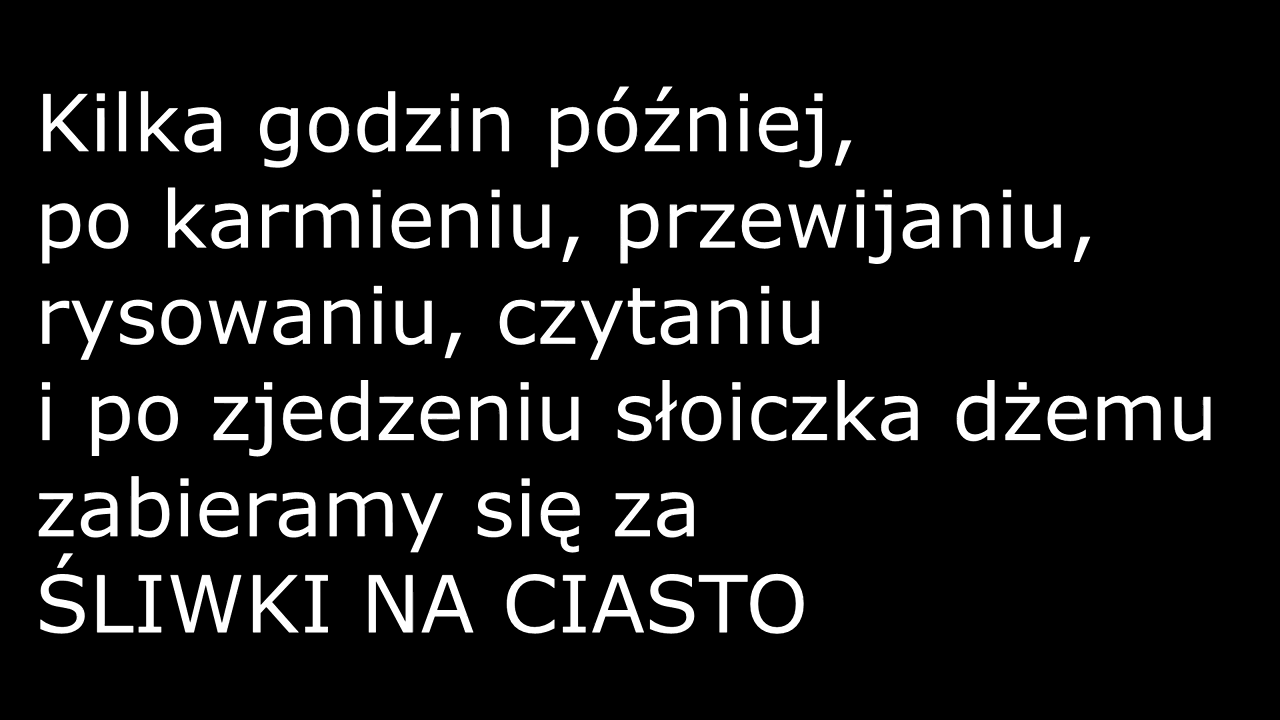 Kilka godzin później,
po karmieniu, przewijaniu,
rysowaniu, czytaniu
i po zjedzeniu słoiczka dżemu
zabieramy się za
ŚLIWKI NA CIASTO